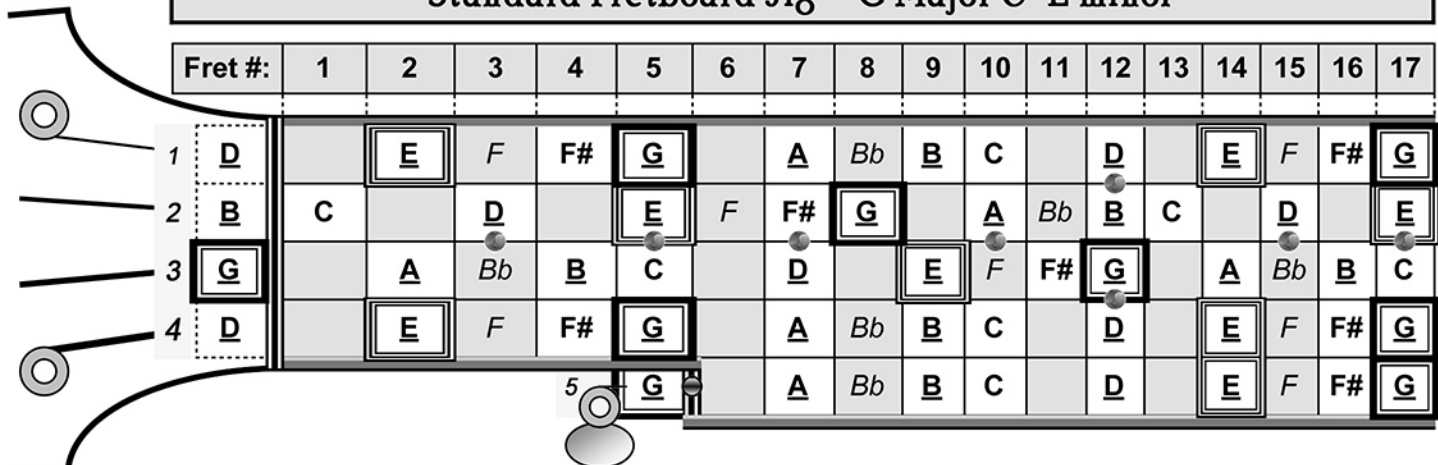 Standard Fretboard Jig - G Major or E minor
Fret #: 1 2 3 4 5 6 7 8 9 10 11 12 13 14 15 16 17
1 D E F F# G A Bb B C D E F F# G
2 B C D E F F# G A Bb B C D E
3 G A Bb B C D E F F# G A Bb B C
4 D E F F# G A Bb B C D E F F# G
5 G A Bb B C D E F F# G